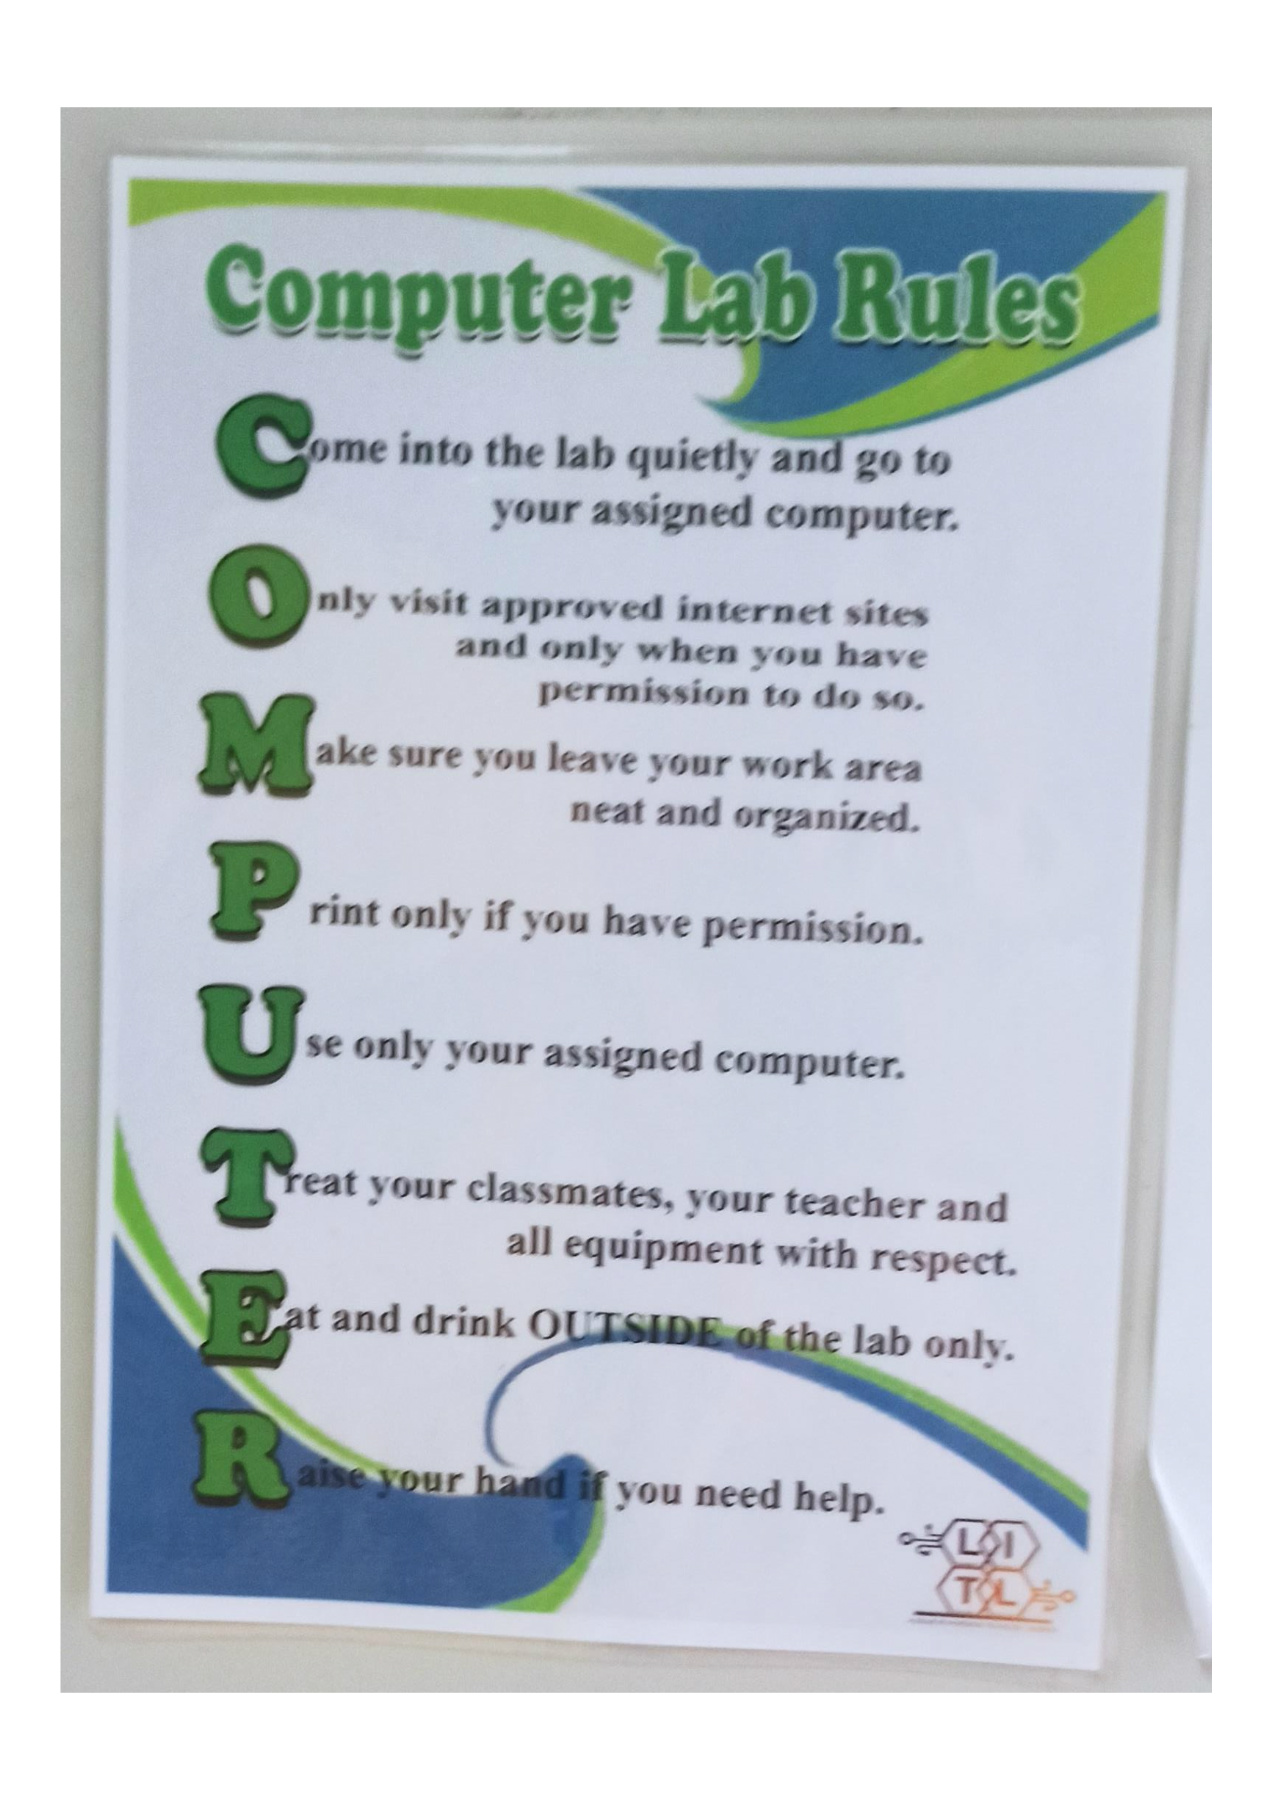 Computer Lab Rules
Come into the lab quietly and go to
your assigned computer.
Only visit approved internet sites
and only when you have
permission to do so.
Make sure you leave your work area
neat and organized.
Print only if you have permission.
Use only your assigned computer.
Treat your classmates, your teacher and
all equipment with respect.
Eat and drink OUTSIDE of the lab only.
Raise your hand if you need help.
L I
T L